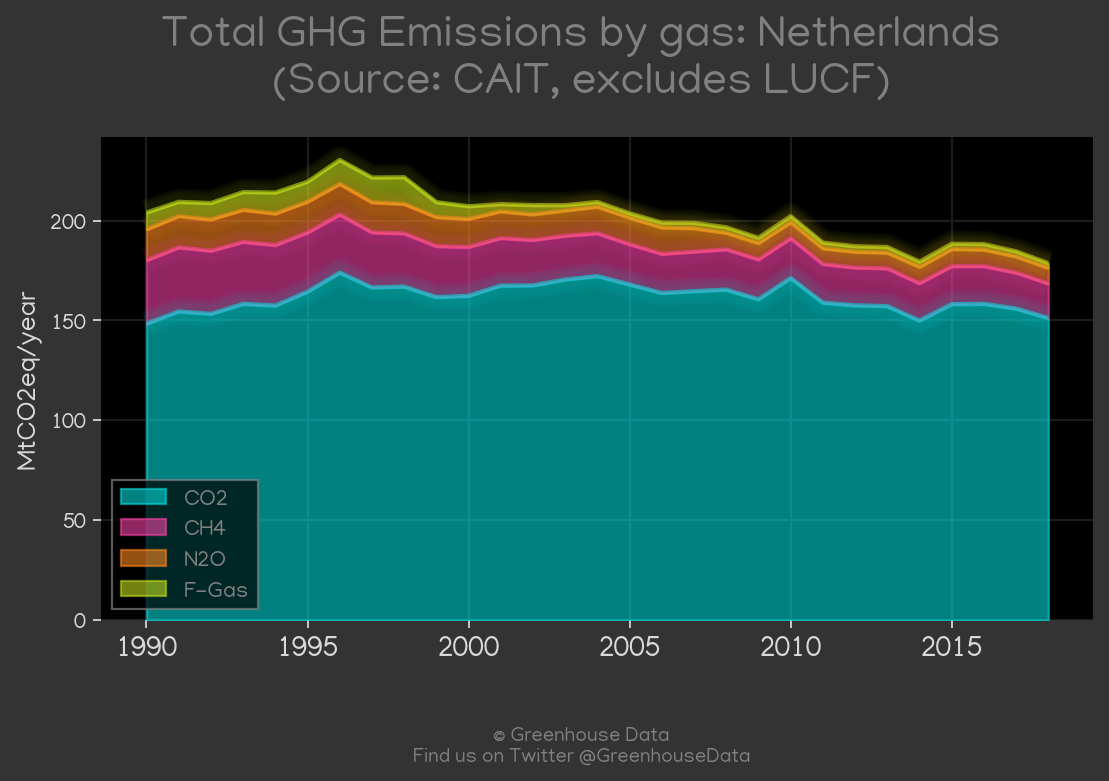 Total GHG Emissions by gas: Netherlands
(Source: CAIT, excludes LUCF)
MtCO2eq/year
200
150
100
50
0
CO2
CH4
N2O
F-Gas
1990 1995 2000 2005 2010 2015
© Greenhouse Data
Find us on Twitter @GreenhouseData